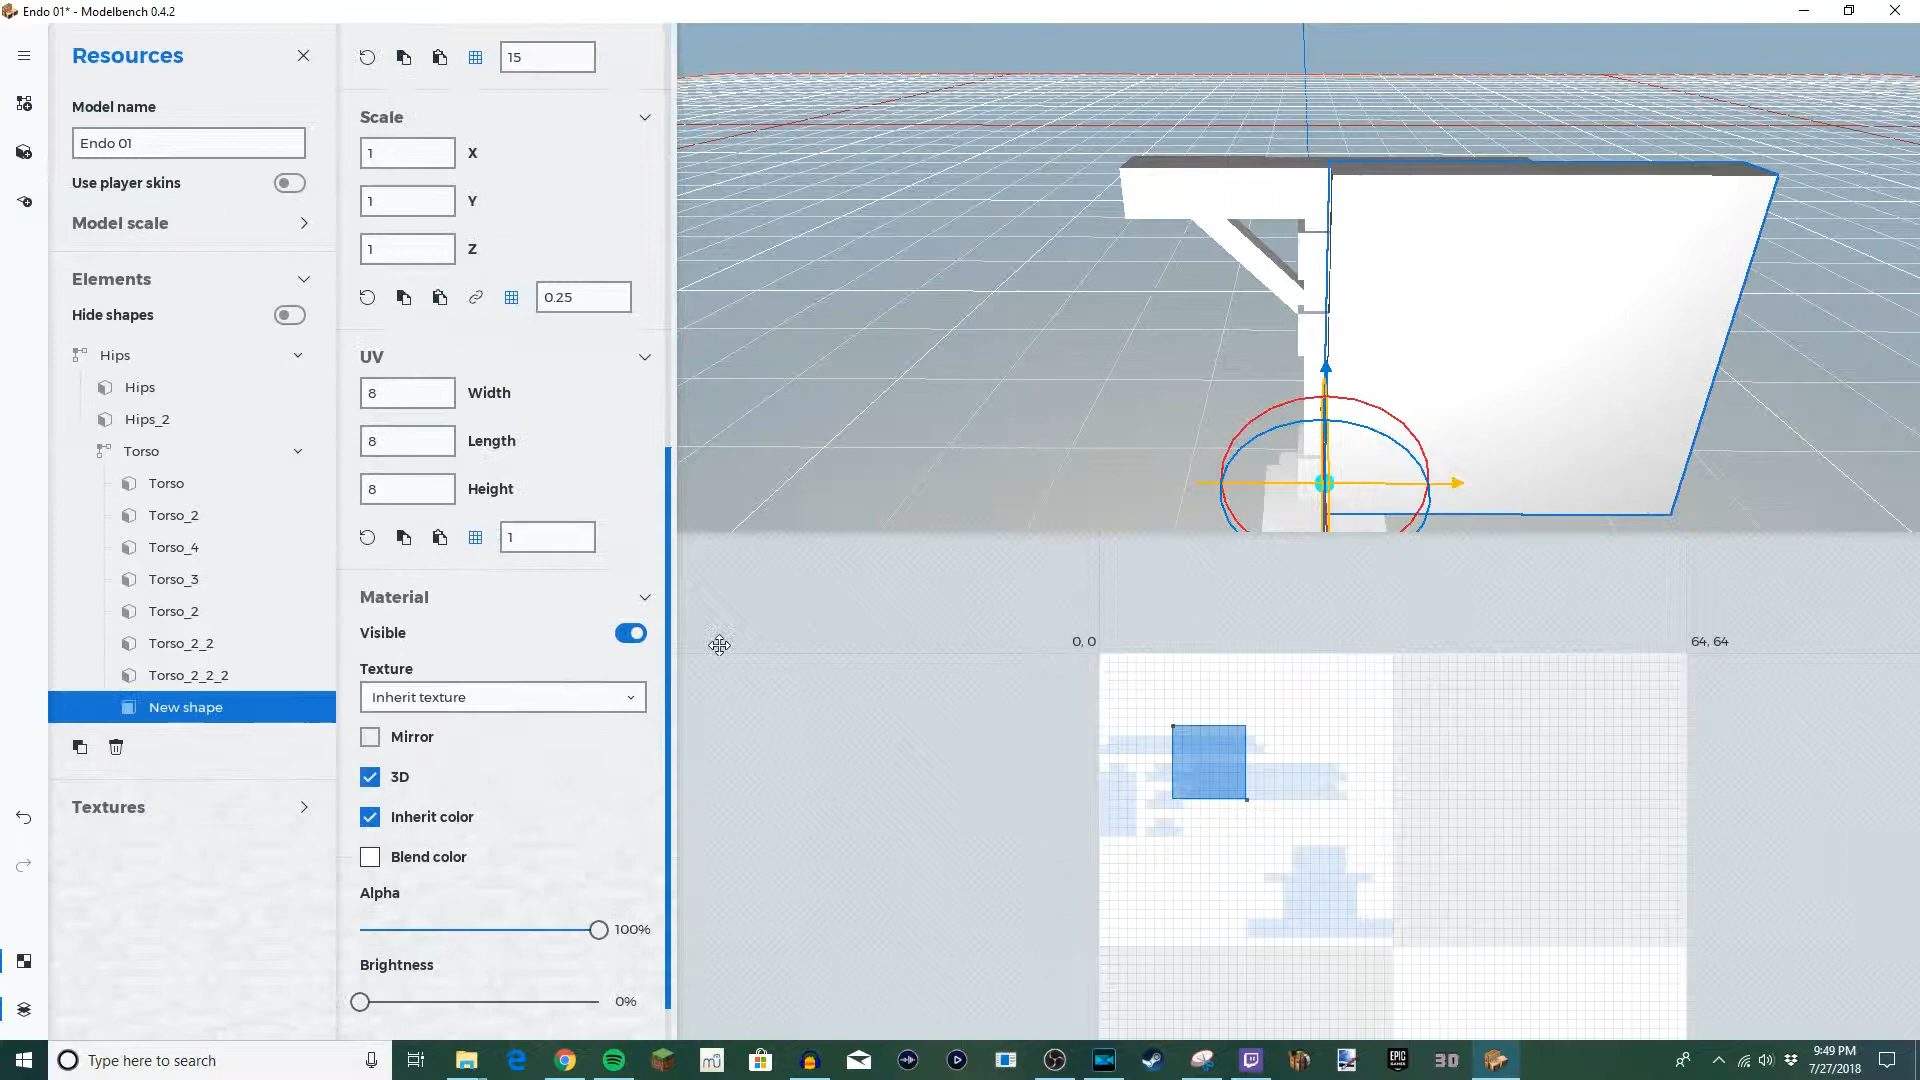 Endo 01* - Modelbench 0.4.2
Resources
Model name
Endo 01
Use player skins
Model scale
Elements
Hide shapes
Hips
Hips
Hips_2
Torso
Torso
Torso_2
Torso_4
Torso_3
Torso_2
Torso_2_2
Torso_2_2_2
New shape
Textures
15
Scale
1 X
1 Y
1 Z
0.25
UV
8 Width
8 Length
8 Height
1
Material
Visible
Texture
Inherit texture
Mirror
3D
Inherit color
Blend color
Alpha
100%
Brightness
0%
0, 0
64, 64
Type here to search
mi
EPIC
GAMES
3D
9:49 PM
7/27/2018